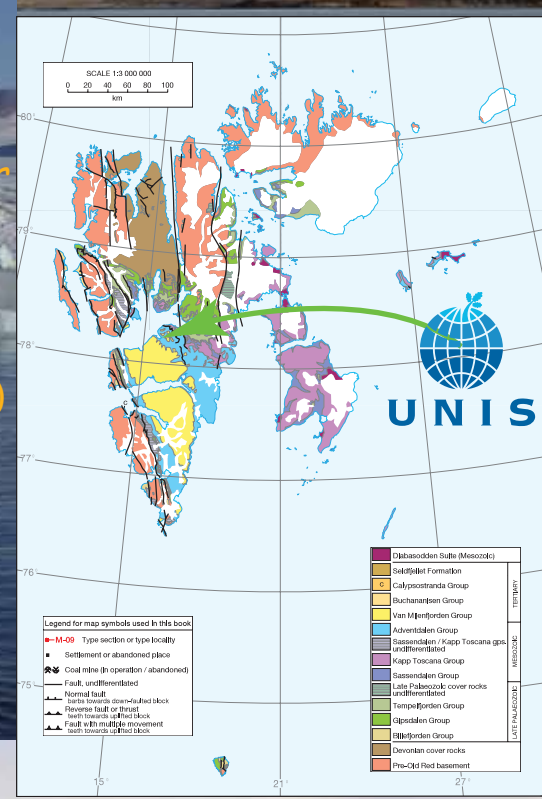 SCALE 1:3 000 000
0 20 40 60 80 100
km
80°
79°
78°
77°
76°
75°
15°
21°
27°
C
UNIS
Legend for map symbols used in this book
M-09 Type section or type locality
Settlement or abandoned place
Coal mine (in operation / abandoned)
Fault, undifferentiated
Normal fault
barbs towards down-faulted block
Reverse fault or thrust
teeth towards uplifted block
Fault with multiple movement
teeth towards uplifted block
Diabasodden Suite (Mesozoic)
Seldfjellet Formation
C Calypsostranda Group
Buchananisen Group
Van Mijenfjorden Group
Adventdalen Group
Sassendalen / Kapp Toscana gps.
undifferentiated
Kapp Toscana Group
Sassendalen Group
Late Palaeozoic cover rocks
undifferentiated
Tempelfjorden Group
Gipsdalen Group
Billefjorden Group
Devonian cover rocks
Pre-Old Red basement
TERTIARY
MESOZOIC
LATE PALAEOZOIC